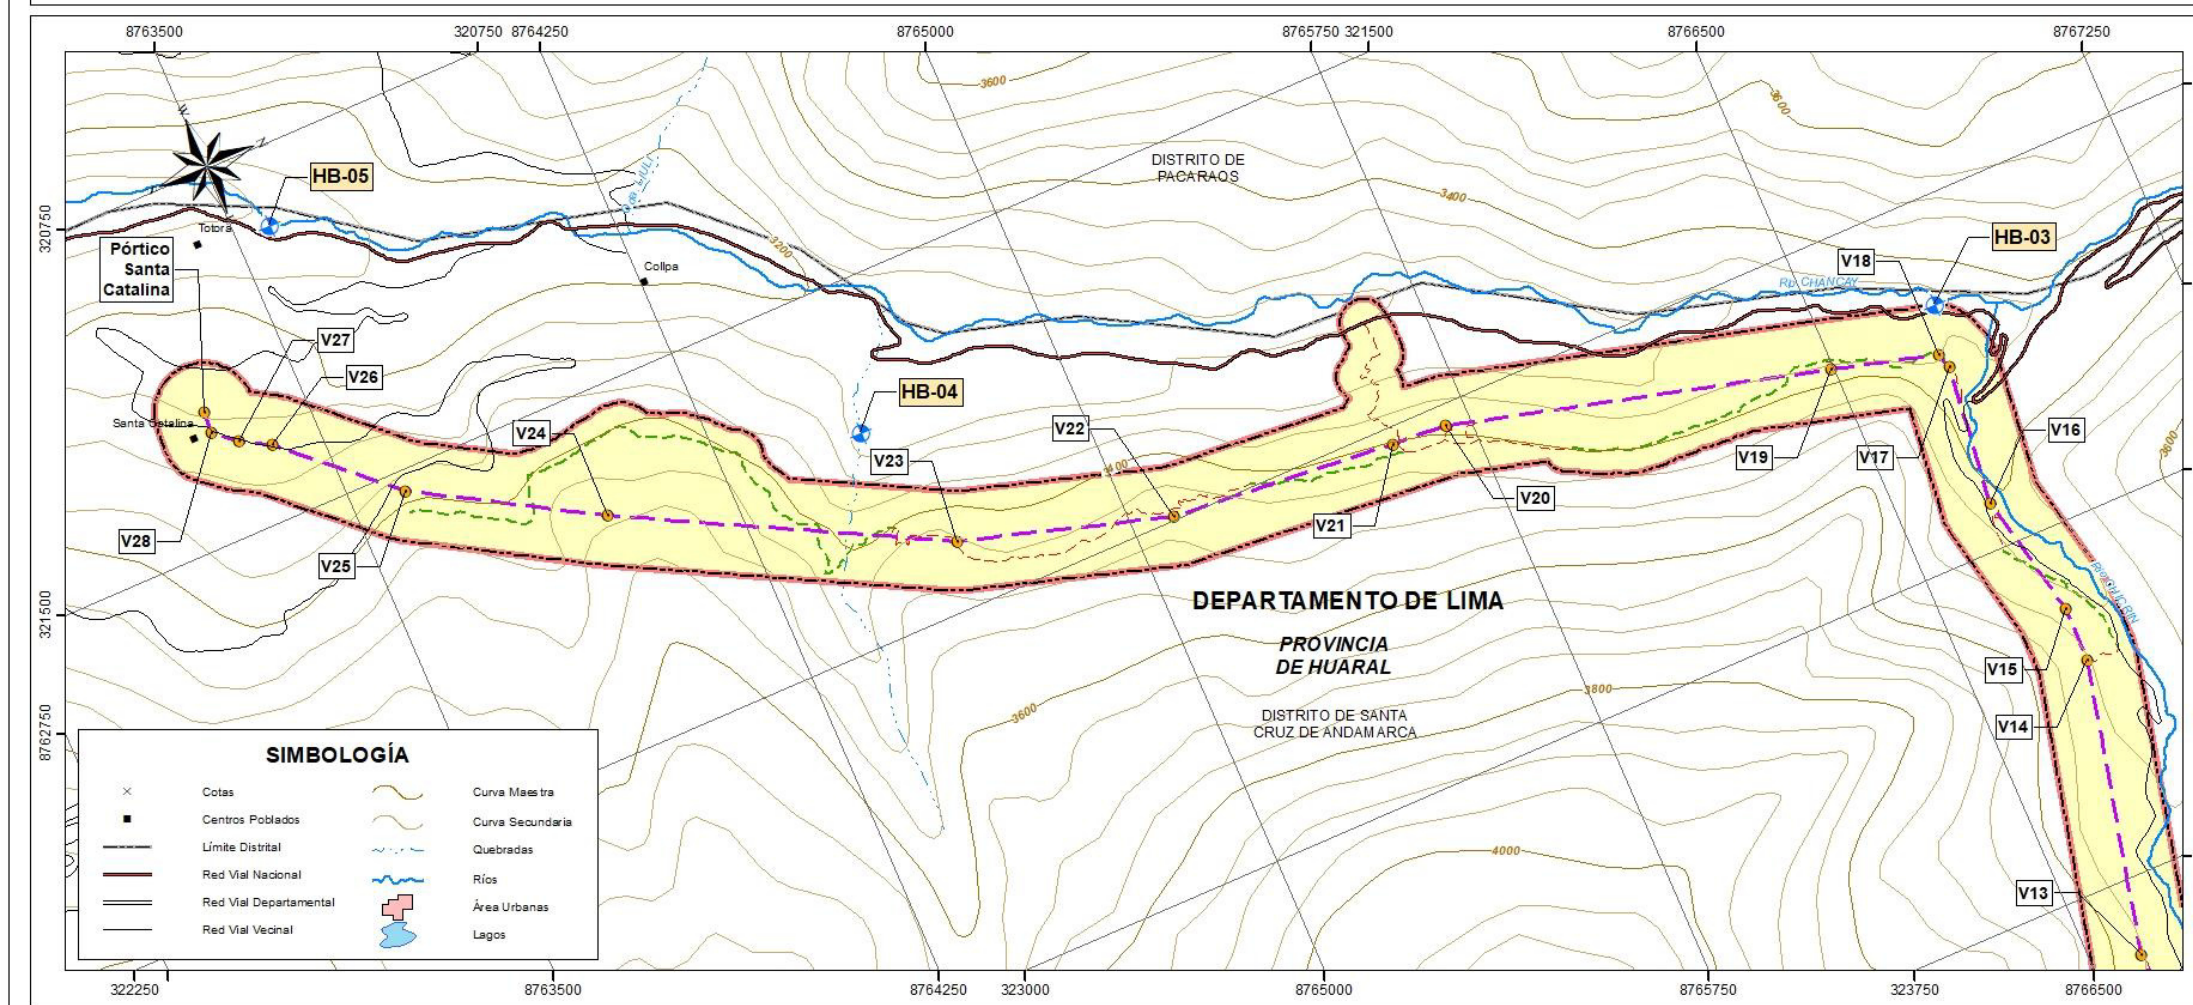 8763500
320750
8764250
8765000
8765750
321500
8766500
8767250
320750
321500
8762750
W
N
HB-05
Totora
Pórtico
Santa
Catalina
Santa Catalina
Collpa
3200
3600
DISTRITO DE
PACARAOS
3400
3600
HB-03
V18
Rio CHANCAY
V27
V26
HB-04
V24
V23
V22
3400
V28
V25
V21
V20
V19
V17
V16
3600
V15
V14
V13
DEPARTAMENTO DE LIMA
PROVINCIA
DE HUARAL
DISTRITO DE SANTA
CRUZ DE ANDAMARCA
3600
3800
4000
SIMBOLOGÍA
Cotas
Centros Poblados
Límite Distrital
Red Vial Nacional
Red Vial Departamental
Red Vial Vecinal
Curva Maestra
Curva Secundaria
Quebradas
Ríos
Área Urbanas
Lagos
322250
8763500
8764250
323000
8765000
8765750
323750
8766500